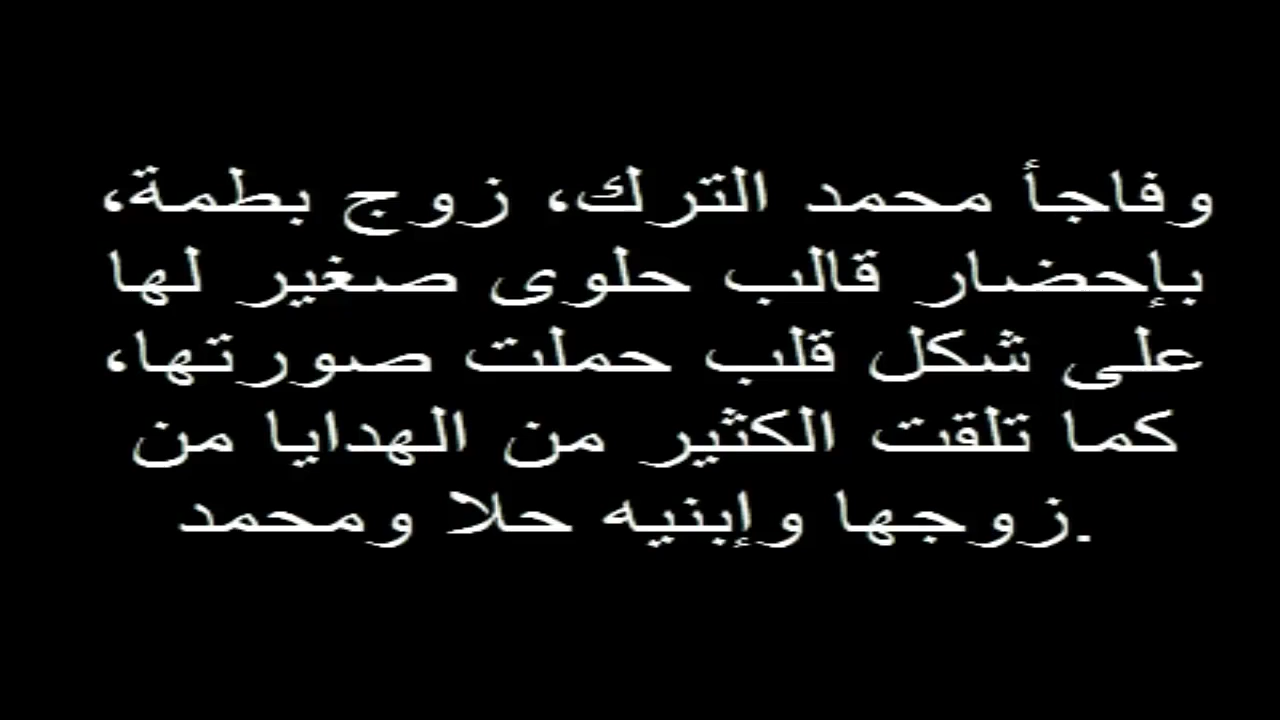 وفاجأ محمد الترك، زوج بطمة،
بإحضار قالب حلوى صغير لها
على شكل قلب حملت صورتها،
كما تلقت الكثير من الهدايا من
.زوجها وإبنيه حلا ومحمد